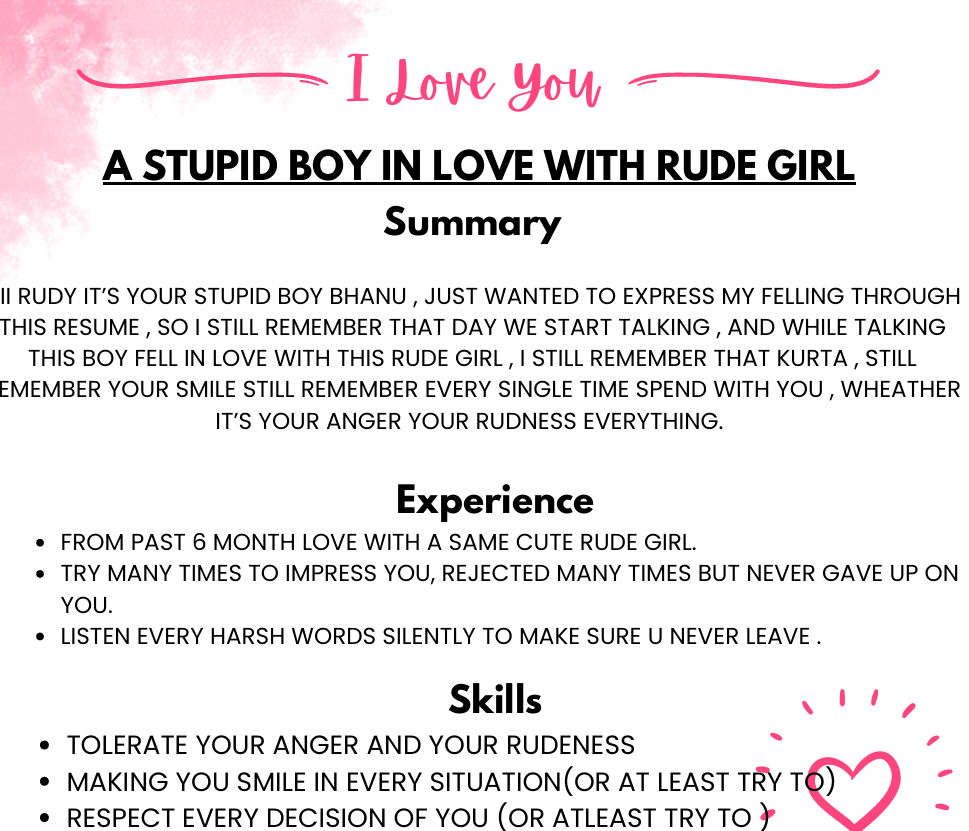 I Love You
A STUPID BOY IN LOVE WITH RUDE GIRL
Summary
II RUDY IT'S YOUR STUPID BOY BHANU , JUST WANTED TO EXPRESS MY FELLING THROUGH
THIS RESUME , SO I STILL REMEMBER THAT DAY WE START TALKING , AND WHILE TALKING
THIS BOY FELL IN LOVE WITH THIS RUDE GIRL , I STILL REMEMBER THAT KURTA , STILL
EMEMBER YOUR SMILE STILL REMEMBER EVERY SINGLE TIME SPEND WITH YOU , WHEATHER
IT'S YOUR ANGER YOUR RUDNESS EVERYTHING.
Experience
• FROM PAST 6 MONTH LOVE WITH A SAME CUTE RUDE GIRL.
• TRY MANY TIMES TO IMPRESS YOU, REJECTED MANY TIMES BUT NEVER GAVE UP ON
YOU.
• LISTEN EVERY HARSH WORDS SILENTLY TO MAKE SURE U NEVER LEAVE .
Skills
• TOLERATE YOUR ANGER AND YOUR RUDENESS
• MAKING YOU SMILE IN EVERY SITUATION(OR AT LEAST TRY TO)
• RESPECT EVERY DECISION OF YOU (OR ATLEAST TRY TO )